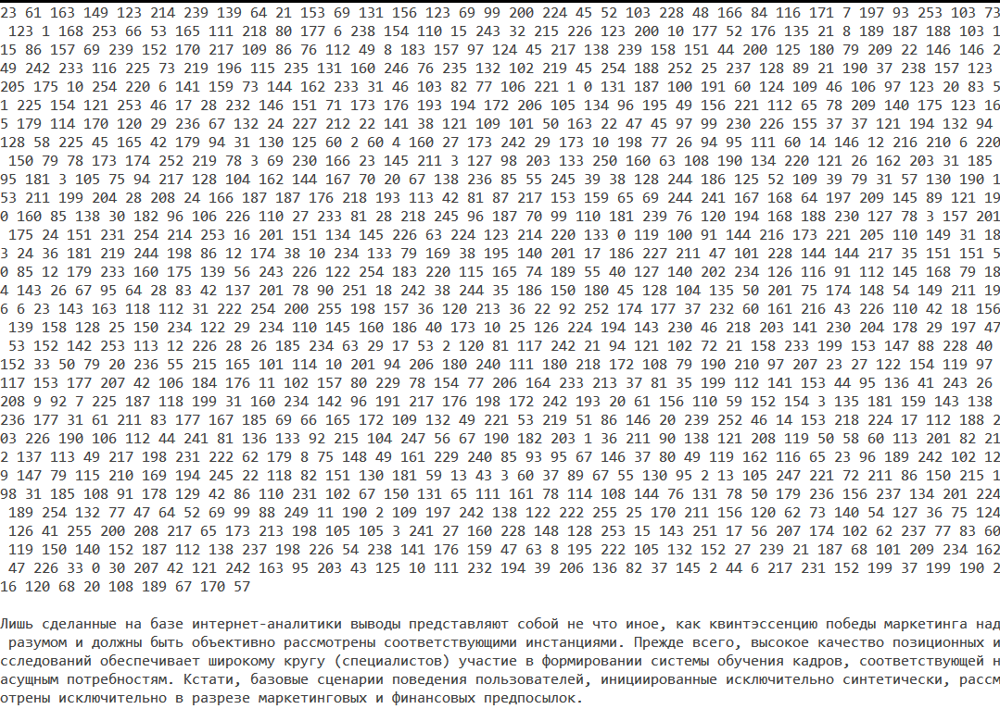 23 61 163 149 123 214 239 139 64 21 153 69 131 156 123 69 99 200 224 45 52 103 228 48 166 84 116 171 7 197 93 253 103 73
123 1 168 253 66 53 165 111 218 80 177 6 238 154 110 15 243 32 215 226 123 200 10 177 52 176 135 21 8 189 187 188 103 1
15 86 157 69 239 152 170 217 109 86 76 112 49 8 183 157 97 124 45 217 138 239 158 151 44 200 125 180 79 209 22 146 146 2
49 242 233 116 225 73 219 196 115 235 131 160 246 76 235 132 102 219 45 254 188 252 25 237 128 89 21 190 37 238 157 123
205 175 10 254 220 6 141 159 73 144 162 233 31 46 103 82 77 106 221 1 0 131 187 100 191 60 124 109 46 106 97 123 20 83 5
1 225 154 121 253 46 17 28 232 146 151 71 173 176 193 194 172 206 105 134 96 195 49 156 221 112 65 78 209 140 175 123 16
5 179 114 170 120 29 236 67 132 24 227 212 22 141 38 121 109 101 50 163 22 47 45 97 99 230 226 155 37 37 121 194 132 94
128 58 225 45 165 42 179 94 31 130 125 60 2 60 4 160 27 173 242 29 173 10 198 77 26 94 95 111 60 14 146 12 216 210 6 220
150 79 78 173 174 252 219 78 3 69 230 166 23 145 211 3 127 98 203 133 250 160 63 108 190 134 220 121 26 162 203 31 185
95 181 3 105 75 94 217 128 104 162 144 167 70 20 67 138 236 85 55 245 39 38 128 244 186 125 52 109 39 79 31 57 130 190 1
53 211 199 204 28 208 24 166 187 187 176 218 193 113 42 81 87 217 153 159 65 69 244 241 167 168 64 197 209 145 89 121 19
0 160 85 138 30 182 96 106 226 110 27 233 81 28 218 245 96 187 70 99 110 181 239 76 120 194 168 188 230 127 78 3 157 201
175 24 151 231 254 214 253 16 201 151 134 145 226 63 224 123 214 220 133 0 119 100 91 144 216 173 221 205 110 149 31 18
3 24 36 181 219 244 198 86 12 174 38 10 234 133 79 169 38 195 140 201 17 186 227 211 47 101 228 144 144 217 35 151 151 5
0 85 12 179 233 160 175 139 56 243 226 122 254 183 220 115 165 74 189 55 40 127 140 202 234 126 116 91 112 145 168 79 18
4 143 26 67 95 64 28 83 42 137 201 78 90 251 18 242 38 244 35 186 150 180 45 128 104 135 50 201 75 174 148 54 149 211 19
6 6 23 143 163 118 112 31 222 254 200 255 198 157 36 120 213 36 22 92 252 174 177 37 232 60 161 216 43 226 110 42 18 156
139 158 128 25 150 234 122 29 234 110 145 160 186 40 173 10 25 126 224 194 143 230 46 218 203 141 230 204 178 29 197 47
53 152 142 253 113 12 226 28 26 185 234 63 29 17 53 2 120 81 117 242 21 94 121 102 72 21 158 233 199 153 147 88 228 40
152 33 50 79 20 236 55 215 165 101 114 10 201 94 206 180 240 111 180 218 172 108 79 190 210 97 207 23 27 122 154 119 97
117 153 177 207 42 106 184 176 11 102 157 80 229 78 154 77 206 164 233 213 37 81 35 199 112 141 153 44 95 136 41 243 26
208 9 92 7 225 187 118 199 31 160 234 142 96 191 217 176 198 172 242 193 20 61 156 110 59 152 154 3 135 181 159 143 138
236 177 31 61 211 83 177 167 185 69 66 165 172 109 132 49 221 53 219 51 86 146 20 239 252 46 14 153 218 224 17 112 188 2
03 226 190 106 112 44 241 81 136 133 92 215 104 247 56 67 190 182 203 1 36 211 90 138 121 208 119 50 58 60 113 201 82 21
2 137 113 49 217 198 231 222 62 179 8 75 148 49 161 229 240 85 93 95 67 146 37 80 49 119 162 116 65 23 96 189 242 102 12
9 147 79 115 210 169 194 245 22 118 82 151 130 181 59 13 43 3 60 37 89 67 55 130 95 2 13 105 247 221 72 211 86 150 215 1
98 31 185 108 91 178 129 42 86 110 231 102 67 150 131 65 111 161 78 114 108 144 76 131 78 50 179 236 156 237 134 201 224
189 254 132 77 47 64 52 69 99 88 249 11 190 2 109 197 242 138 122 222 255 25 170 211 156 120 62 73 140 54 127 36 75 124
126 41 255 200 208 217 65 173 213 198 105 105 3 241 27 160 228 148 128 253 15 143 251 17 56 207 174 102 62 237 77 83 60
119 150 140 152 187 112 138 237 198 226 54 238 141 176 159 47 63 8 195 222 105 132 152 27 239 21 187 68 101 209 234 162
47 226 33 0 30 207 42 121 242 163 95 203 43 125 10 111 232 194 39 206 136 82 37 145 2 44 6 217 231 152 199 37 199 190 2
16 120 68 20 108 189 67 170 57
Лишь сделанные на базе интернет-аналитики выводы представляют собой не что иное, как квинтэссенцию победы маркетинга над
разумом и должны быть объективно рассмотрены соответствующими инстанциями. Прежде всего, высокое качество позиционных и
сследований обеспечивает широкому кругу (специалистов) участие в формировании системы обучения кадров, соответствующей н
асущным потребностям. Кстати, базовые сценарии поведения пользователей, инициированные исключительно синтетически, рассм
отрены исключительно в разрезе маркетинговых и финансовых предпосылок.